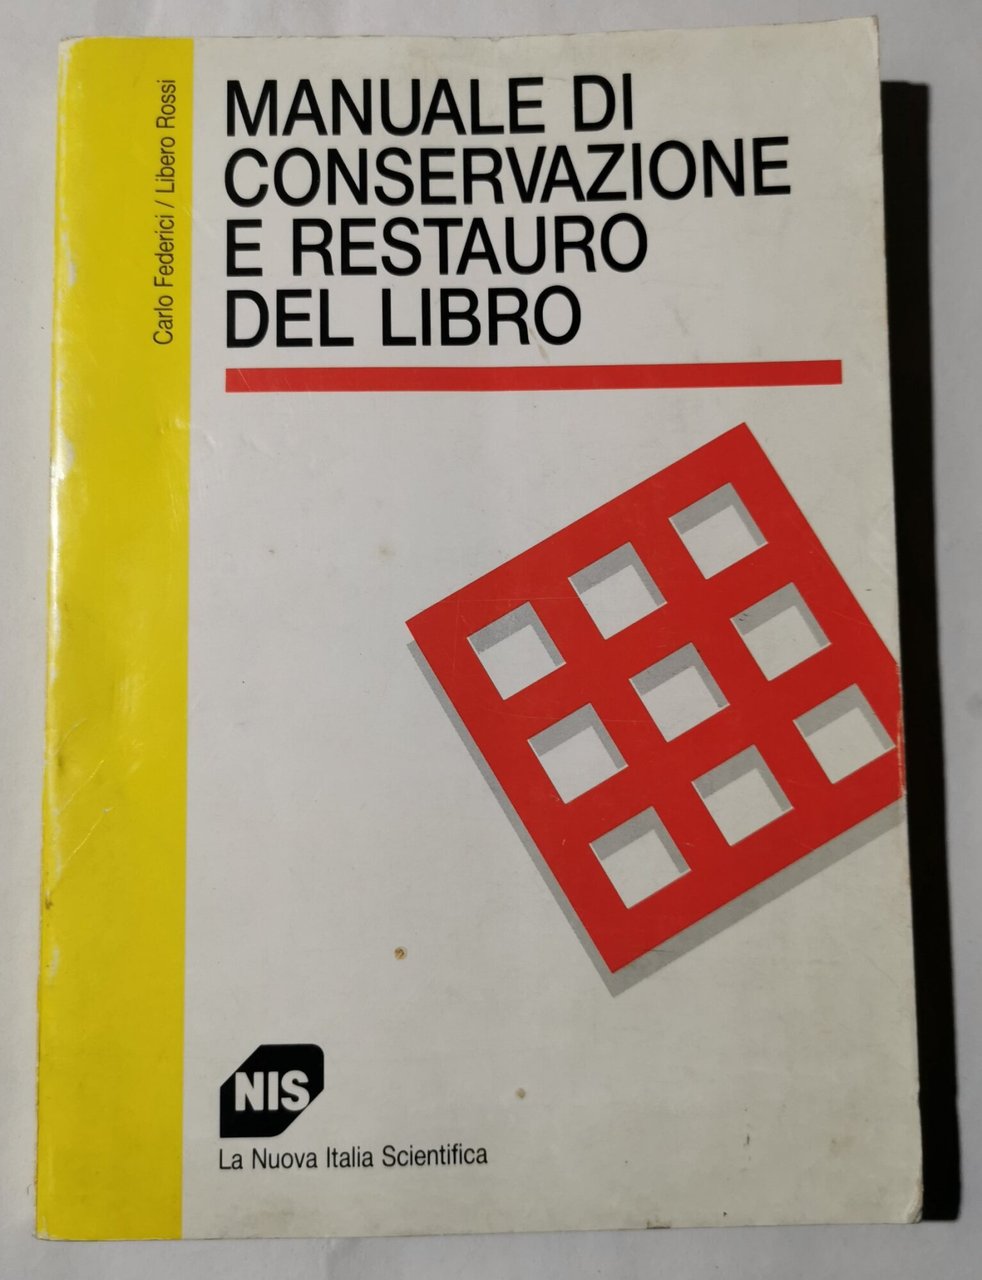 Carlo Federici / Libero Rossi
MANUALE DI
CONSERVAZIONE
E RESTAURO
DEL LIBRO
NIS
La Nuova Italia Scientifica